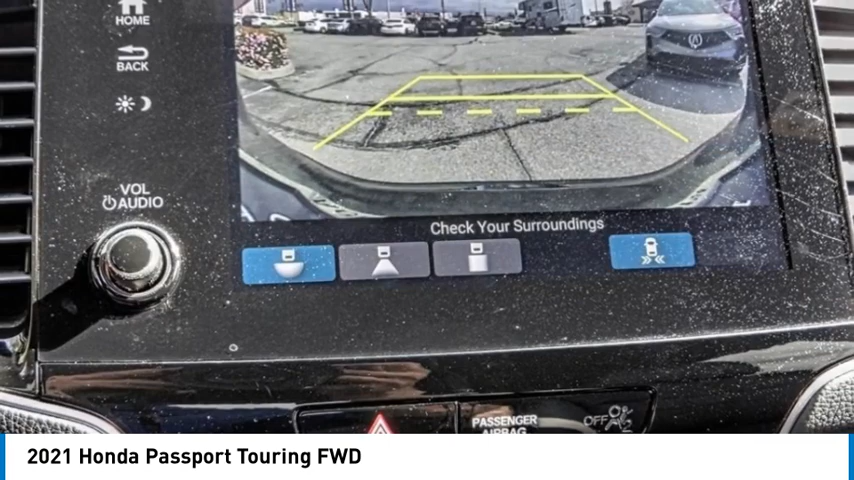 HOME
BACK
VOL
AUDIO
Check Your Surroundings
PASSENGER
AIRBAG
OFF
2021 Honda Passport Touring FWD